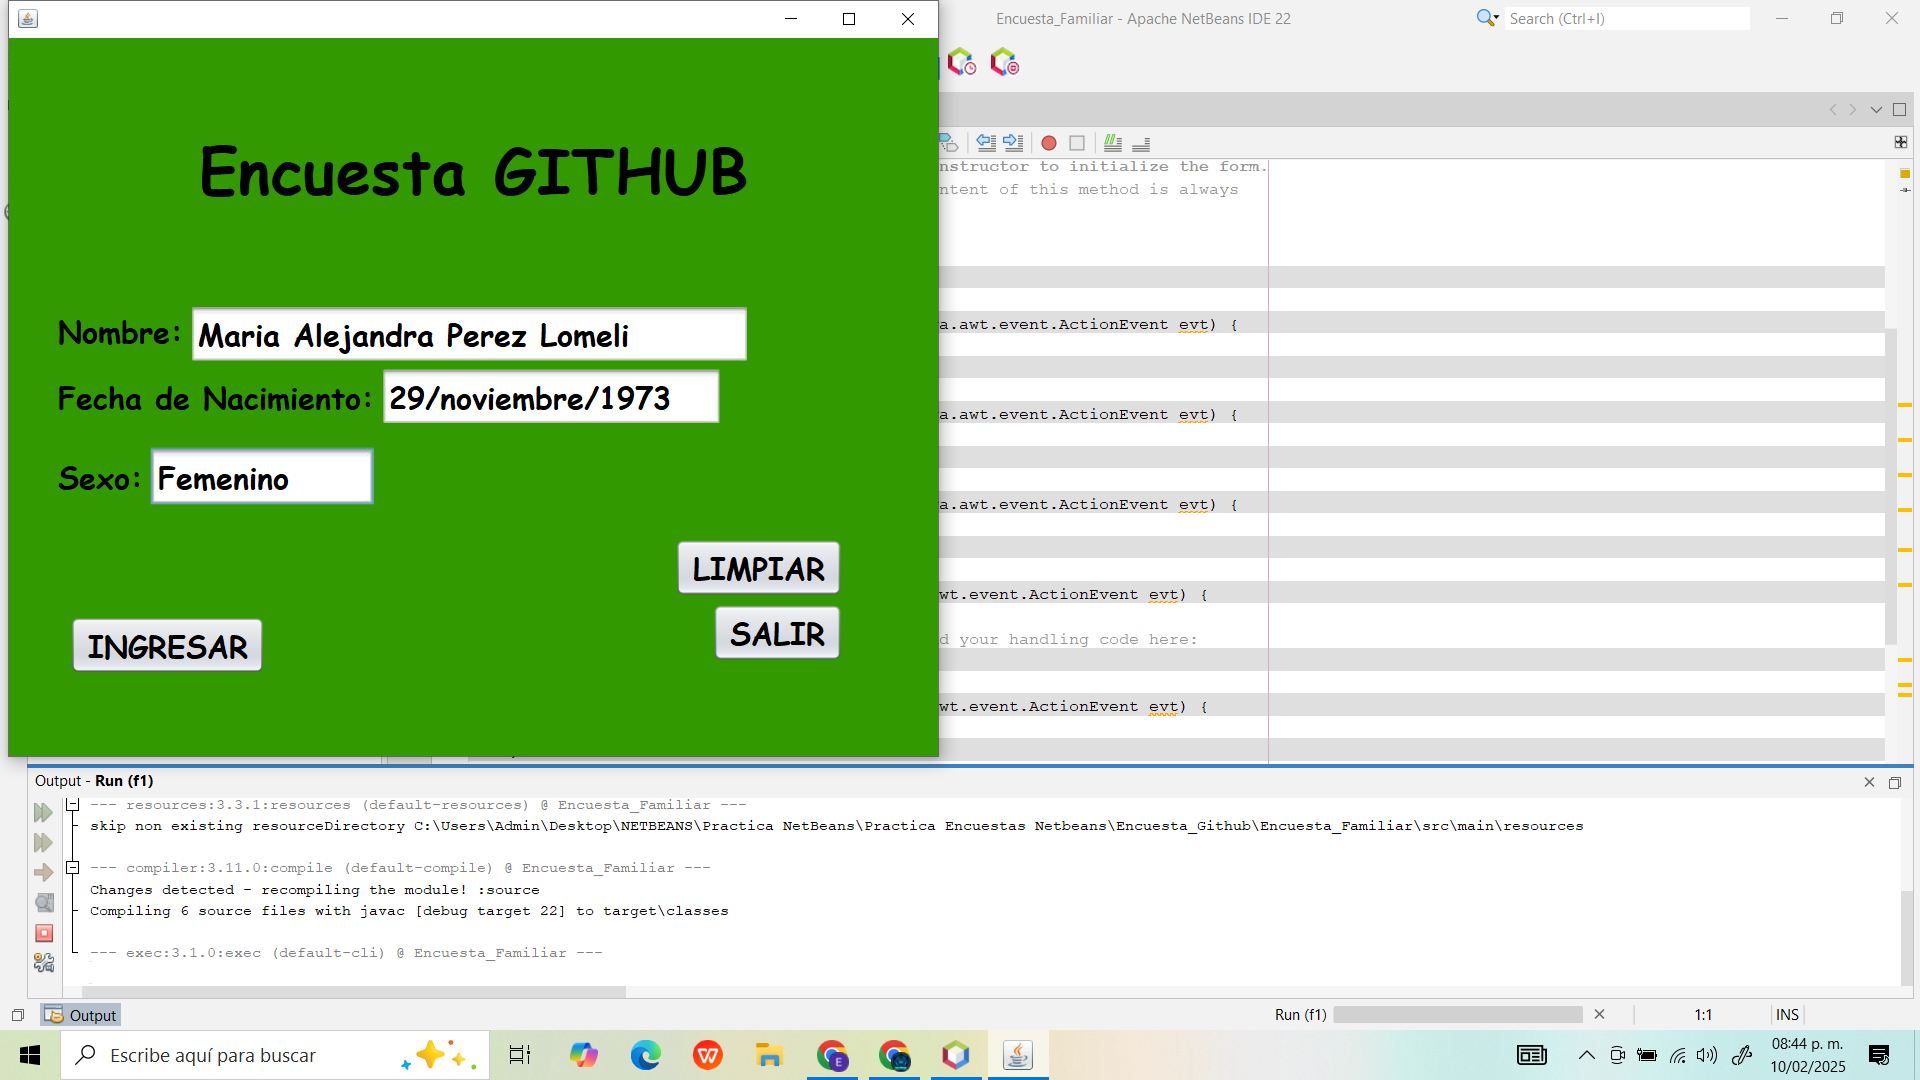 Encuesta_Familiar - Apache NetBeans IDE 22
Search (Ctrl+I)
Encuesta GITHUB
Nombre: Maria Alejandra Perez Lomeli
Fecha de Nacimiento: 29/noviembre/1973
Sexo: Femenino
LIMPIAR
SALIR
INGRESAR
nstructor to initialize the form.
ntent of this method is always
a.awt.event.ActionEvent evt) {
a.awt.event.ActionEvent evt) {
a.awt.event.ActionEvent evt) {
wt.event.ActionEvent evt) {
d your handling code here:
wt.event.ActionEvent evt) {
Output - Run (f1)
--- resources:3.3.1:resources (default-resources) @ Encuesta_Familiar ---
skip non existing resourceDirectory C:\Users\Admin\Desktop\NETBEANS\Practica NetBeans\Practica Encuestas Netbeans\Encuesta_Github\Encuesta_Familiar\src\main\resources
--- compiler:3.11.0:compile (default-compile) @ Encuesta_Familiar ---
Changes detected - recompiling the module! :source
Compiling 6 source files with javac [debug target 22] to target\classes
--- exec:3.1.0:exec (default-cli) @ Encuesta_Familiar ---
Output
Run (f1)
1:1
INS
Escribe aquí para buscar
08:44 p. m.
10/02/2025